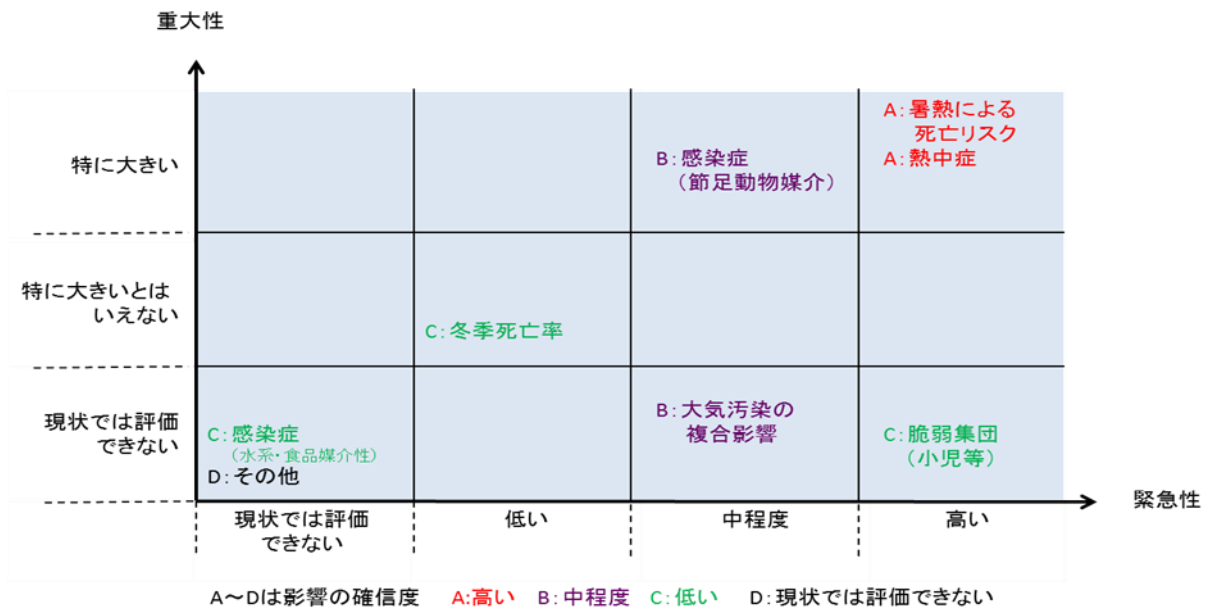 重大性
特に大きい
A:暑熱による
死亡リスク
A:熱中症
B:感染症
（節足動物媒介）
特に大きいとは
いえない
C:冬季死亡率
現状では評価
できない
C:感染症
（水系・食品媒介性）
D:その他
B:大気汚染の
複合影響
C:脆弱集団
（小児等）
緊急性
現状では評価
できない
低い
中程度
高い
A～Dは影響の確信度 A:高い B:中程度 C:低い D:現状では評価できない